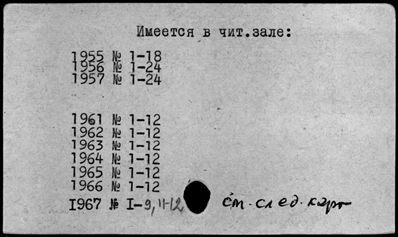 Имеется в чит.зале:
1955 № 1-18
1956 № 1-24
1957 № 1-24
1961 № 1-12
1962 № 1-12
1963 № 1-12
1964 № 1-12
1965 № 1-12
1966 № 1-12
1967 № 1-9,11-12 см. след. карт